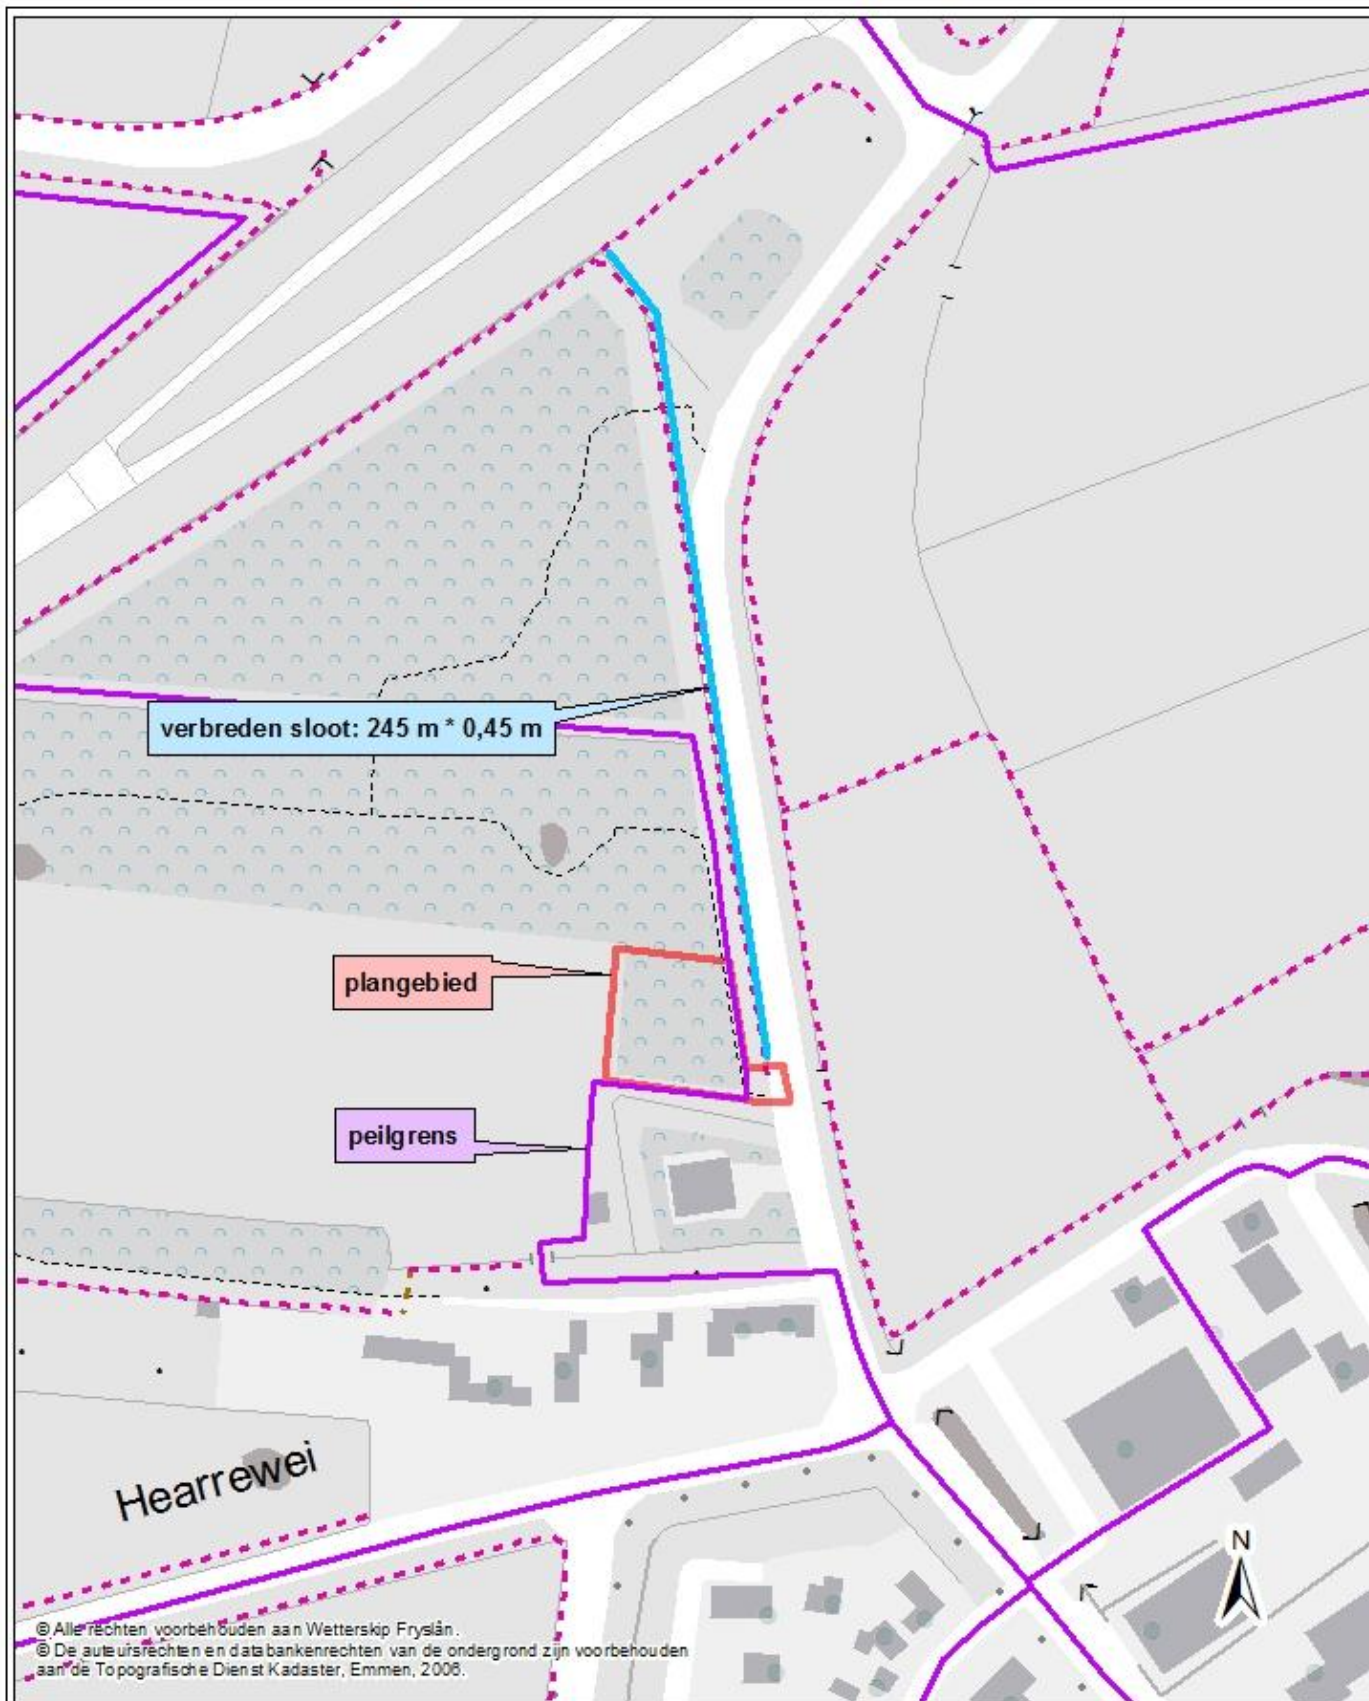 verbreden sloot: 245 m * 0,45 m
plangebied
peilgrens
Hearrewei
N
© Alle rechten voorbehouden aan Wetterskip Fryslân.
© De auteursrechten en databankenrechten van de ondergrond zijn voorbehouden
aan de Topografische Dienst Kadaster, Emmen, 2006.